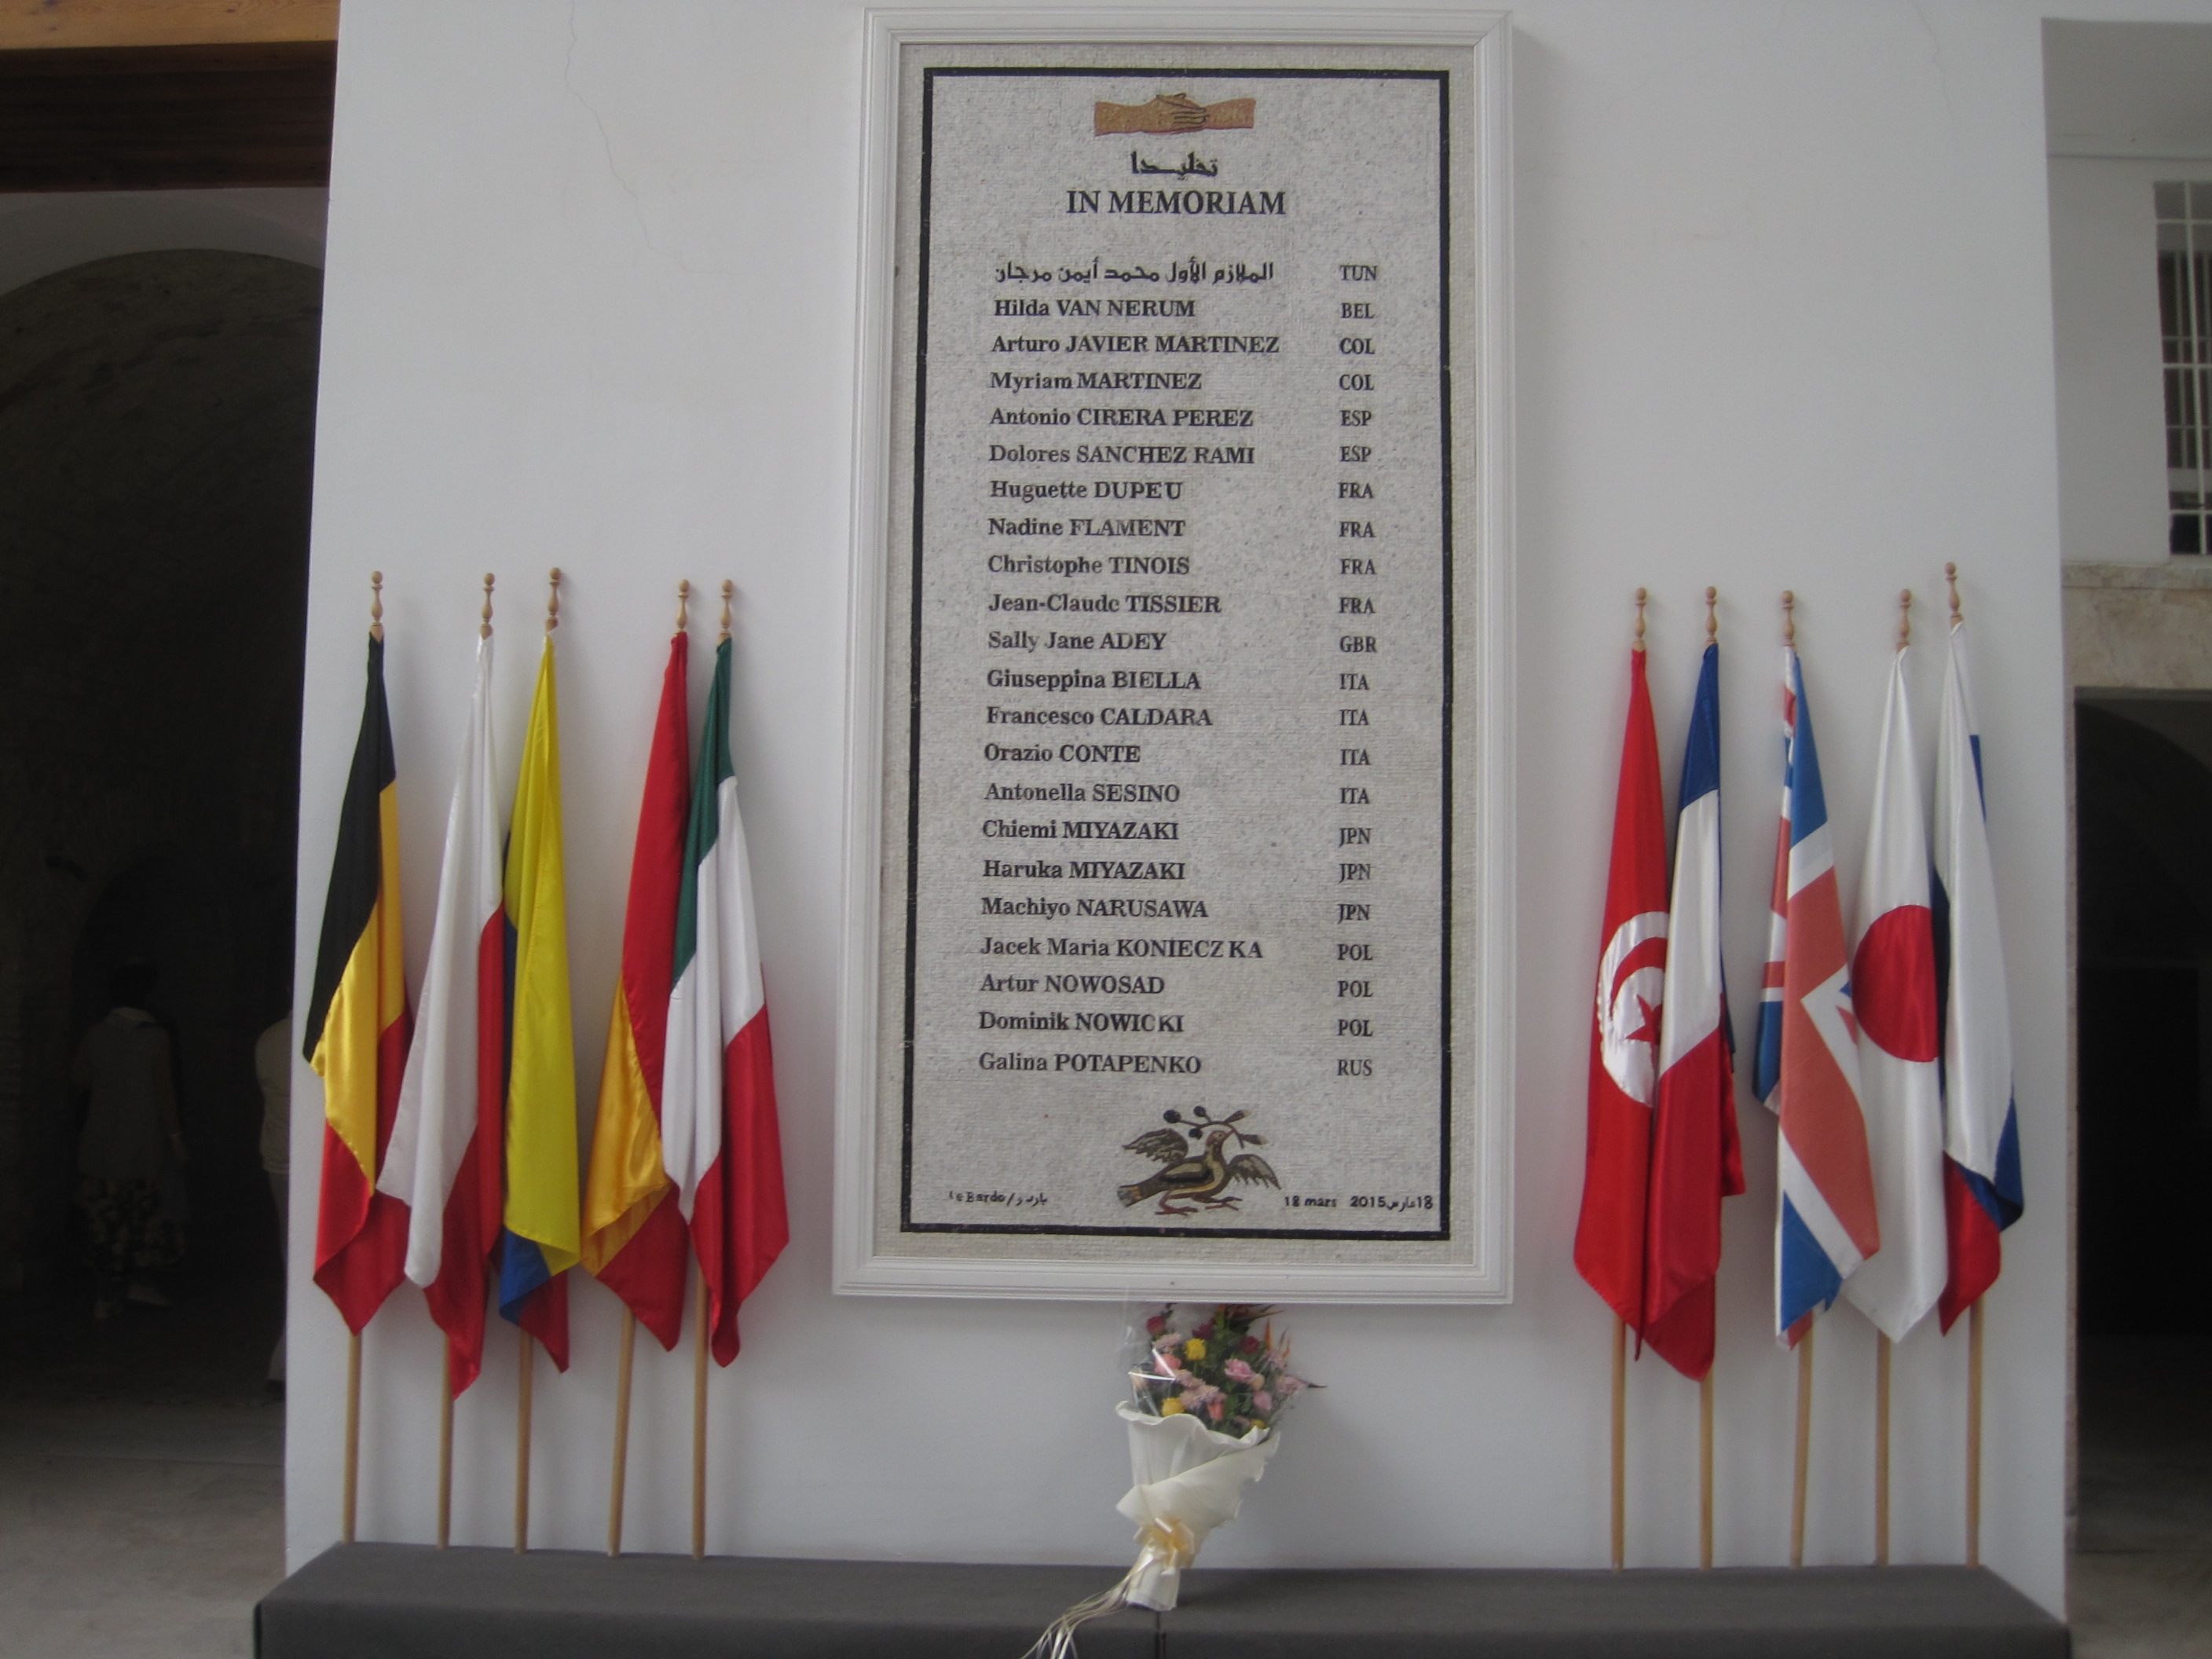 تخليدا
IN MEMORIAM
الملازم الأول محمد أيمن مرجان TUN
Hilda VAN NERUM BEL
Arturo JAVIER MARTINEZ COL
Myriam MARTINEZ COL
Antonio CIRERA PEREZ ESP
Dolores SANCHEZ RAMI ESP
Huguette DUPEU FRA
Nadine FLAMENT FRA
Christophe TINOIS FRA
Jean-Claude TISSIER FRA
Sally Jane ADEY GBR
Giuseppina BIELLA ITA
Francesco CALDARA ITA
Orazio CONTE ITA
Antonella SESINO ITA
Chiemi MIYAZAKI JPN
Haruka MIYAZAKI JPN
Machiyo NARUSAWA JPN
Jacek Maria KONIECZ KA POL
Artur NOWOSAD POL
Dominik NOWICKI POL
Galina POTAPENKO RUS
Le Bardo / باردو 18 mars 2015 مارس 18